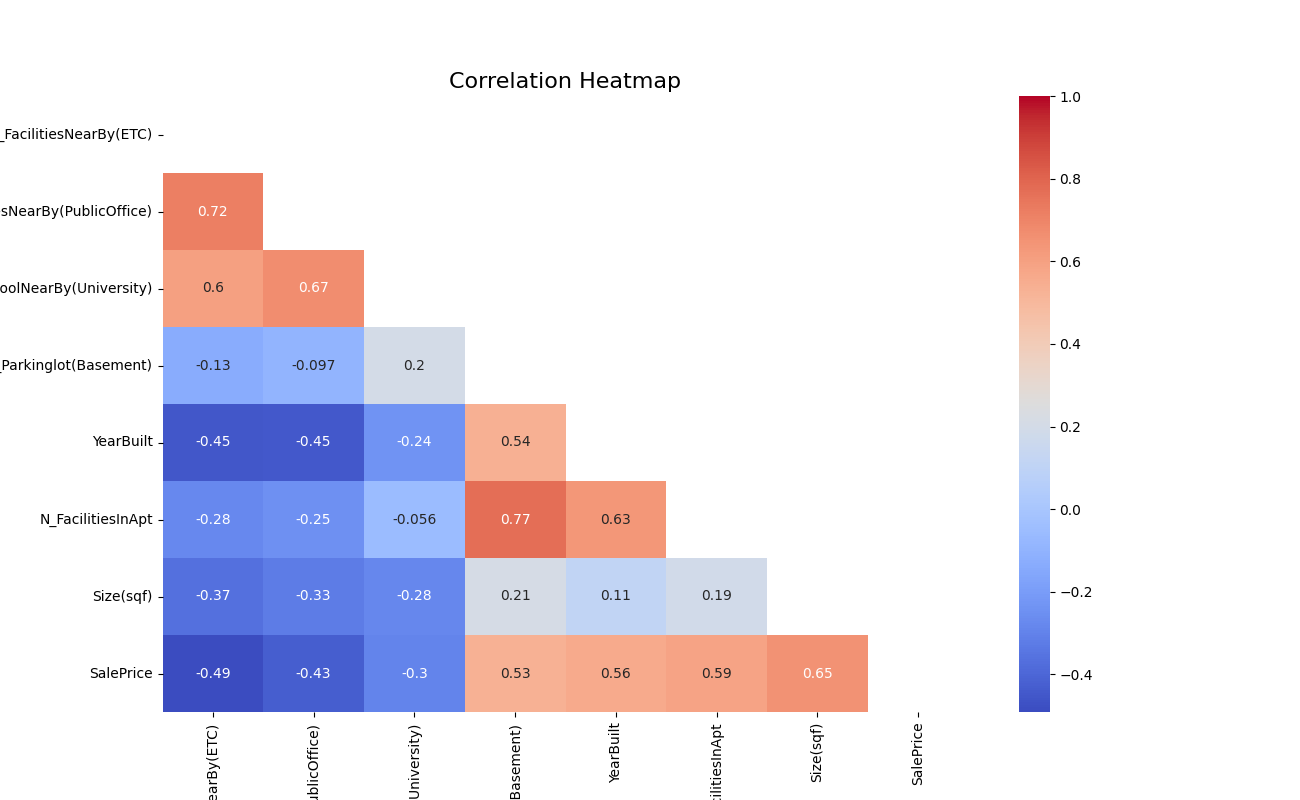 Correlation Heatmap
_FacilitiesNearBy(ETC)
sNearBy(PublicOffice)
0.72
oolNearBy(University)
0.6 0.67
_Parkinglot(Basement)
-0.13 -0.097 0.2
YearBuilt
-0.45 -0.45 -0.24 0.54
N_FacilitiesInApt
-0.28 -0.25 -0.056 0.77 0.63
Size(sqf)
-0.37 -0.33 -0.28 0.21 0.11 0.19
SalePrice
-0.49 -0.43 -0.3 0.53 0.56 0.59 0.65
earBy(ETC)
ublicOffice)
University)
Basement)
YearBuilt
ilitiesInApt
Size(sqf)
SalePrice
1.0
0.8
0.6
0.4
0.2
0.0
−0.2
−0.4